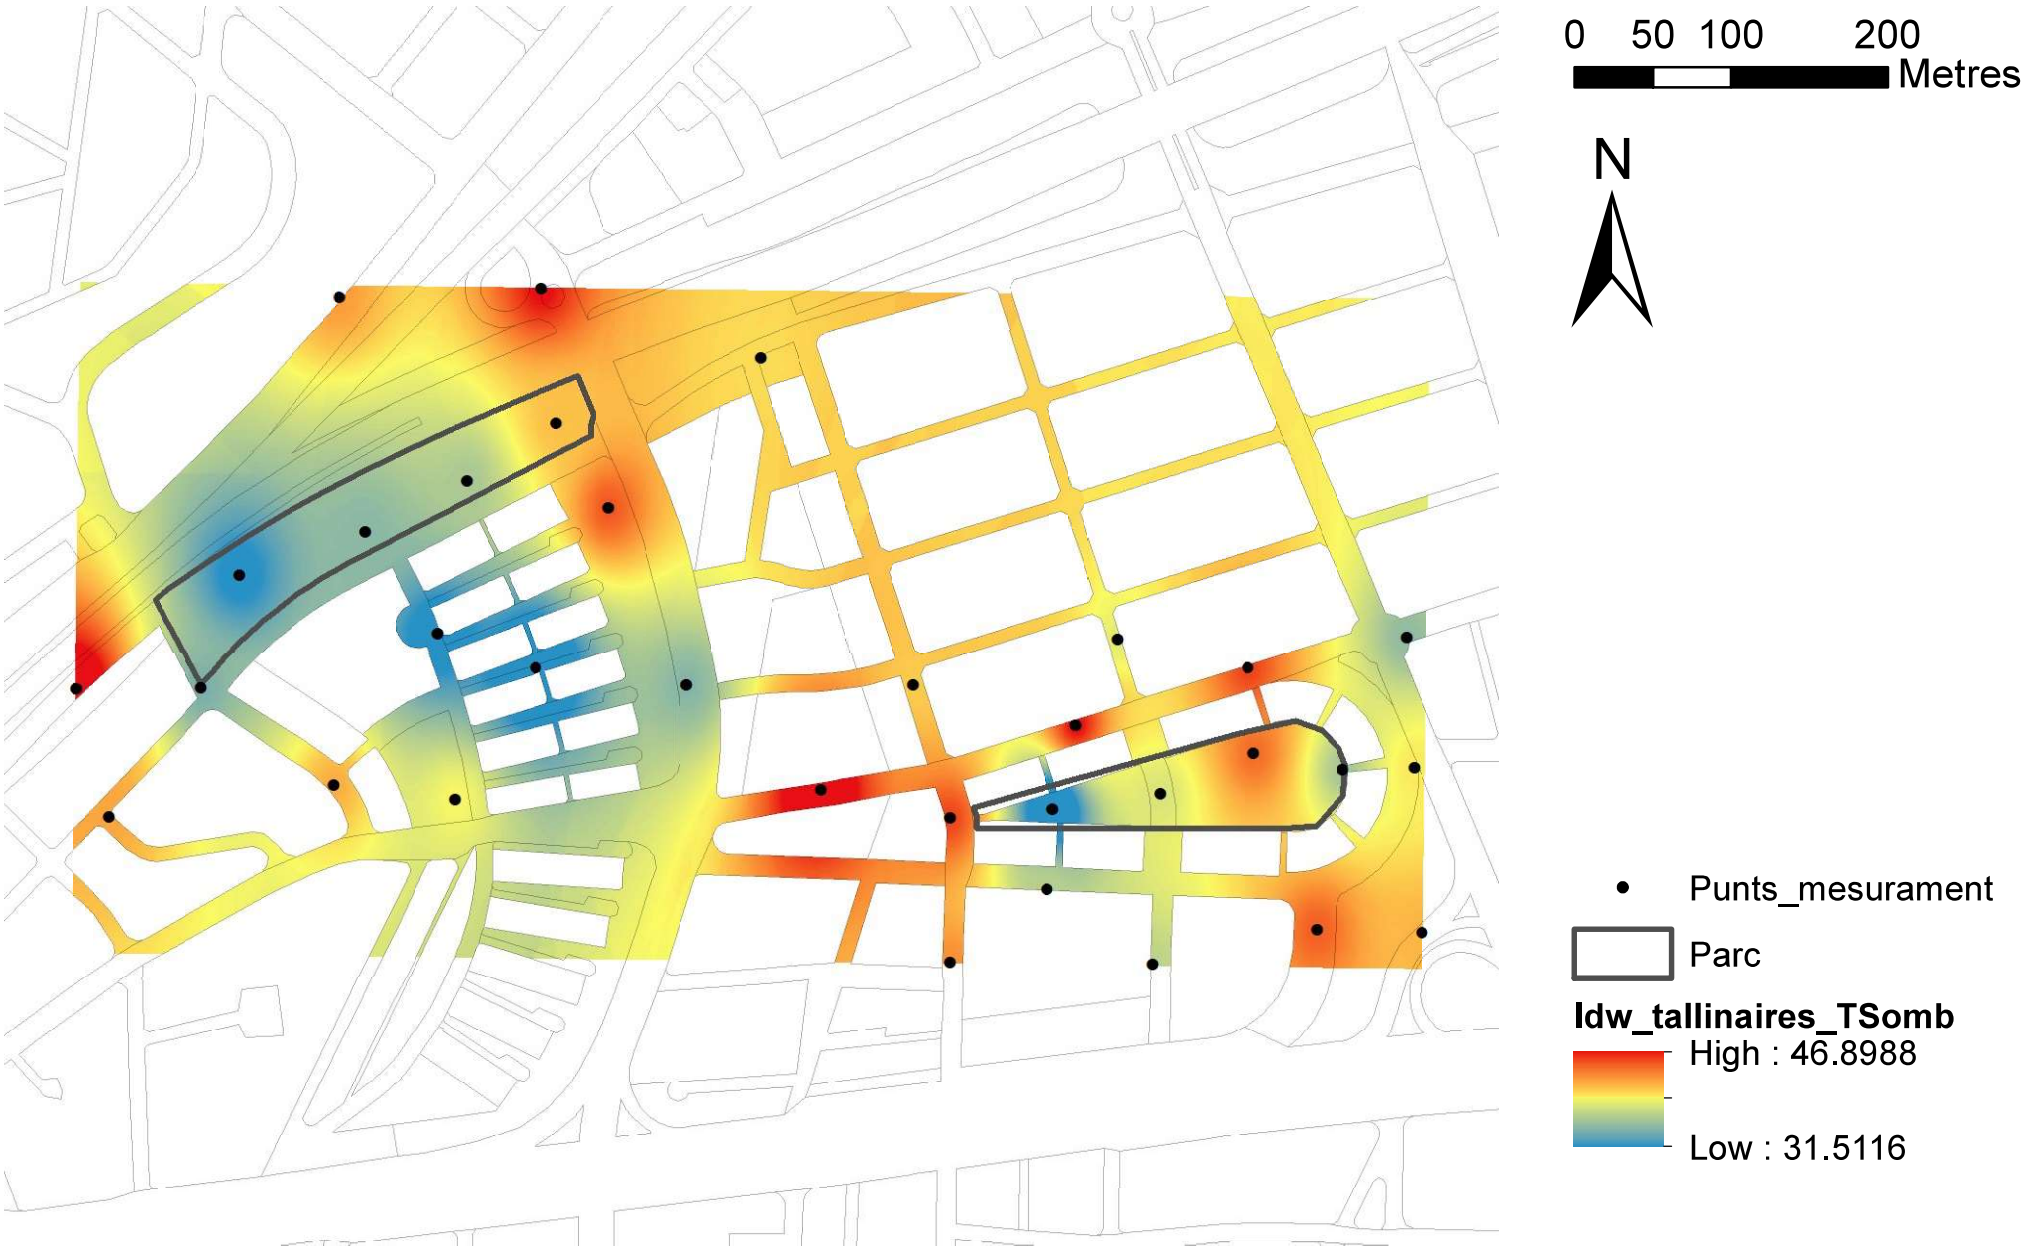 0 50 100 200
Metres
N
Punts_mesurament
Parc
Idw_tallinaires_TSomb
High : 46.8988
Low : 31.5116